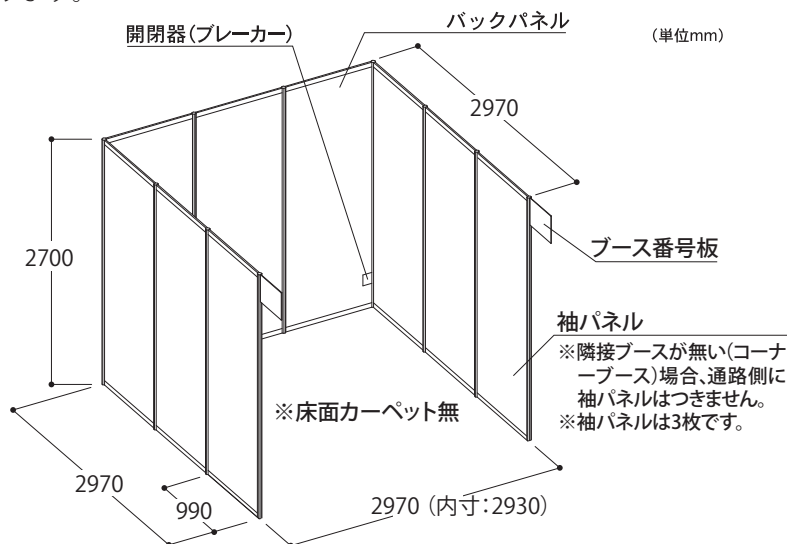 ります。
開閉器(ブレーカー)
バックパネル
(単位mm)
2970
2700
ブース番号板
袖パネル
※隣接ブースが無い(コーナ
ーブース)場合、通路側に
袖パネルはつきません。
※袖パネルは3枚です。
※床面カーペット無
2970
990
2970 (内寸:2930)